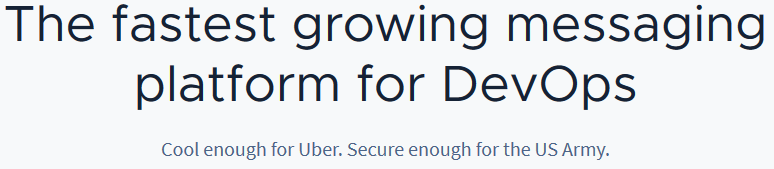 The fastest growing messaging
platform for DevOps
Cool enough for Uber. Secure enough for the US Army.